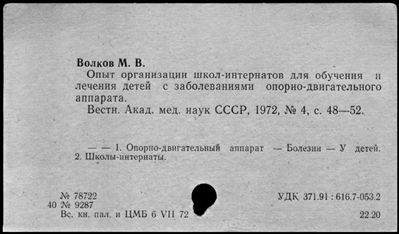 Волков М. В.
Опыт организации школ-интернатов для обучения и
лечения детей с заболеваниями опорно-двигательного
аппарата.
Вестн. Акад. мед. наук СССР, 1972, № 4, с. 48—52.
— — 1. Опорно-двигательный аппарат — Болезни — У детей.
2. Школы-интернаты.
№ 78722
40 № 9287
Вс. кн. пал. и ЦМБ 6 VII 72
УДК 371.91 : 616.7-053.2
22.20